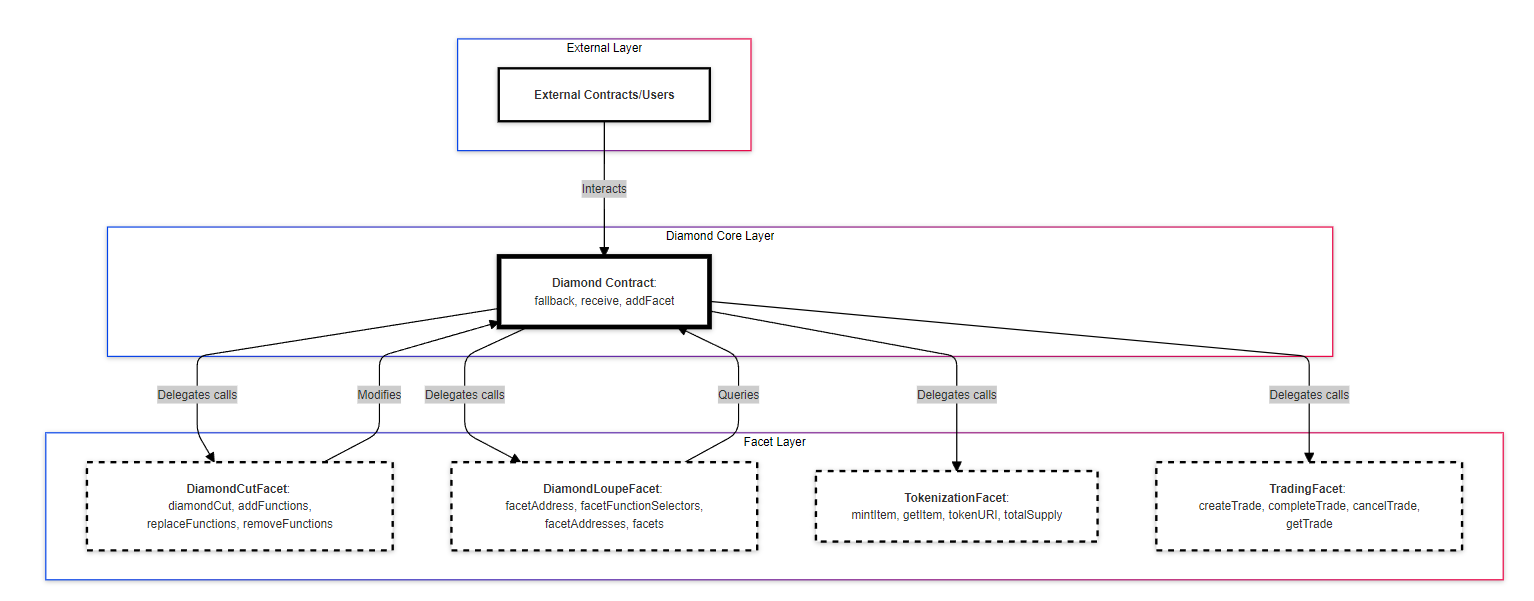 External Layer
External Contracts/Users
Interacts
Diamond Core Layer
Diamond Contract:
fallback, receive, addFacet
Delegates calls
Modifies
Delegates calls
Queries
Delegates calls
Delegates calls
Facet Layer
DiamondCutFacet:
diamondCut, addFunctions,
replaceFunctions, removeFunctions
DiamondLoupeFacet:
facetAddress, facetFunctionSelectors,
facetAddresses, facets
TokenizationFacet:
mintItem, getItem, tokenURI, totalSupply
TradingFacet:
createTrade, completeTrade, cancelTrade,
getTrade